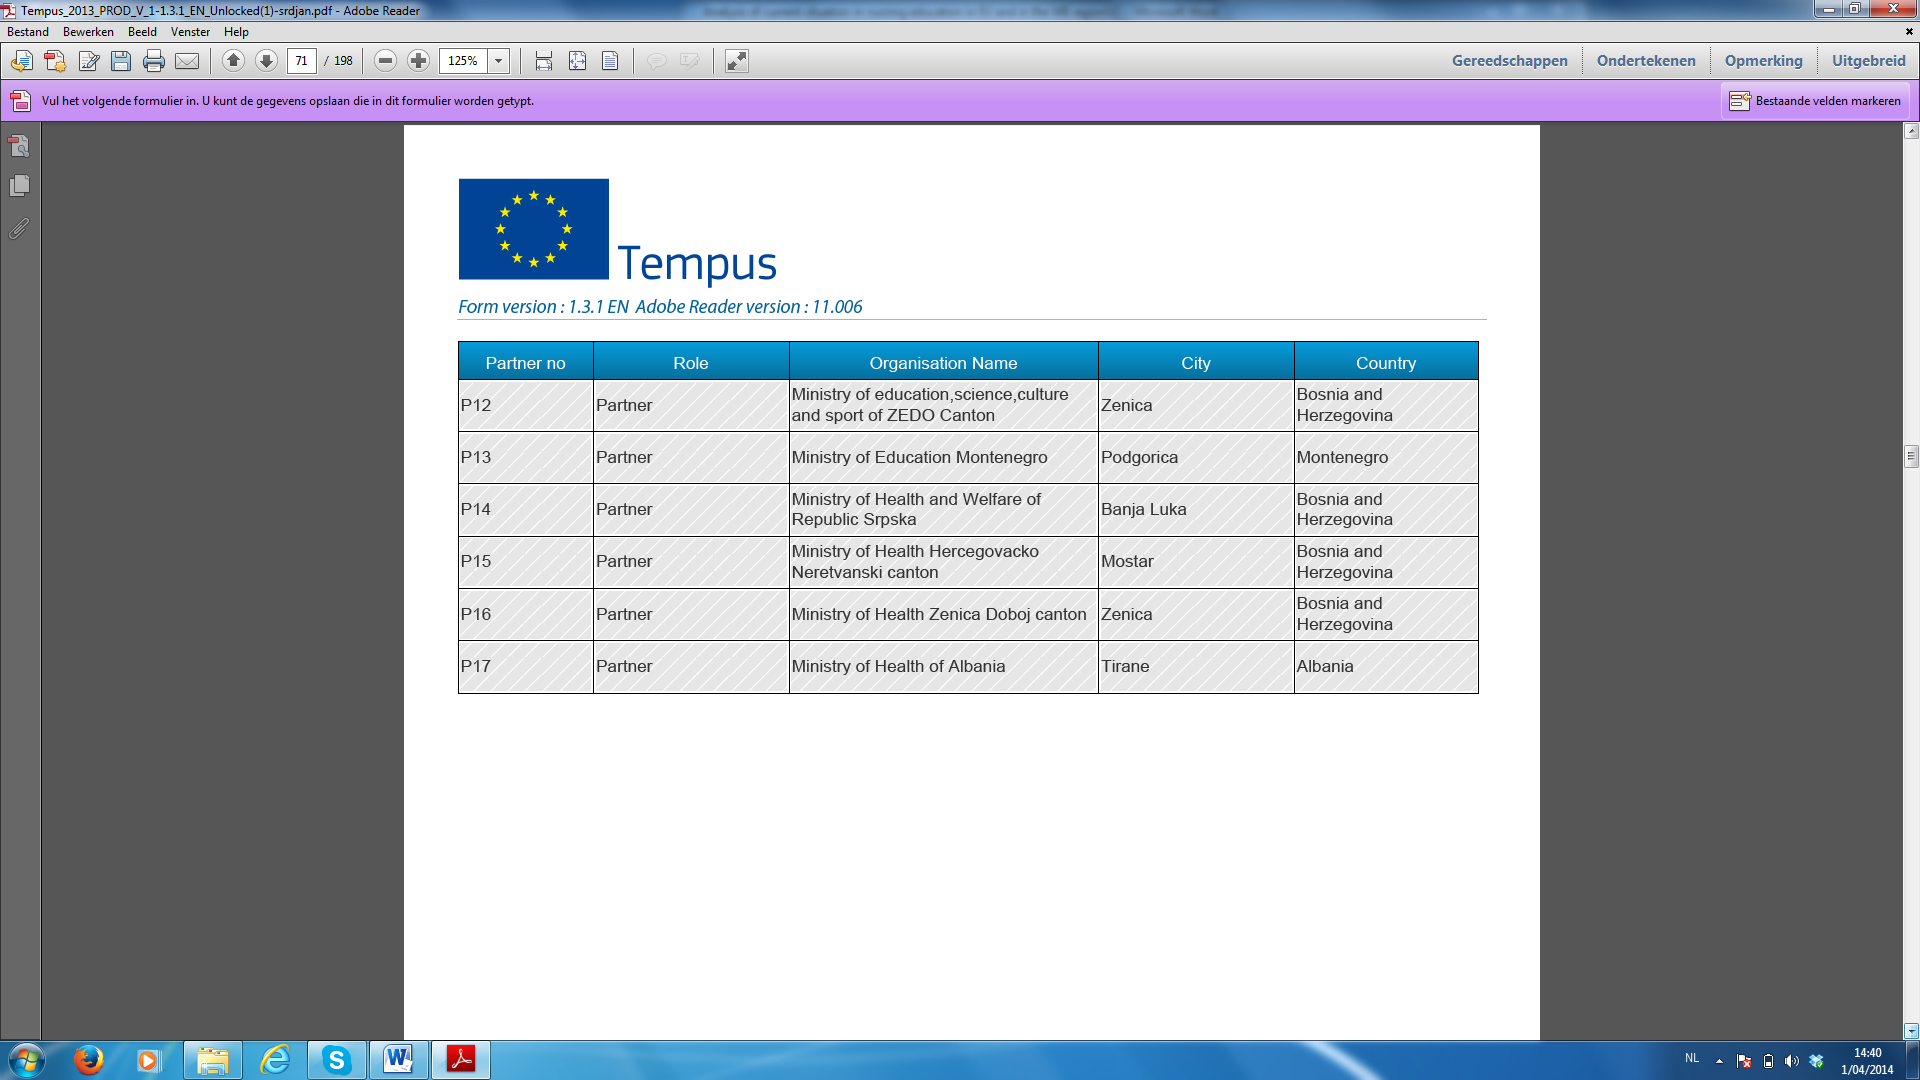 Tempus_2013_PROD_V_1-1.3.1_EN_Unlocked(1)-srdjan.pdf - Adobe Reader
Bestand Bewerken Beeld Venster Help
71 / 198 125% Gereedschappen Ondertekenen Opmerking Uitgebreid
Vul het volgende formulier in. U kunt de gegevens opslaan die in dit formulier worden getypt. Bestaande velden markeren
Tempus
Form version : 1.3.1 EN Adobe Reader version : 11.006
Partner no Role Organisation Name City Country
P12 Partner Ministry of education,science,culture and sport of ZEDO Canton Zenica Bosnia and Herzegovina
P13 Partner Ministry of Education Montenegro Podgorica Montenegro
P14 Partner Ministry of Health and Welfare of Republic Srpska Banja Luka Bosnia and Herzegovina
P15 Partner Ministry of Health Hercegovacko Neretvanski canton Mostar Bosnia and Herzegovina
P16 Partner Ministry of Health Zenica Doboj canton Zenica Bosnia and Herzegovina
P17 Partner Ministry of Health of Albania Tirane Albania
NL 14:40
1/04/2014